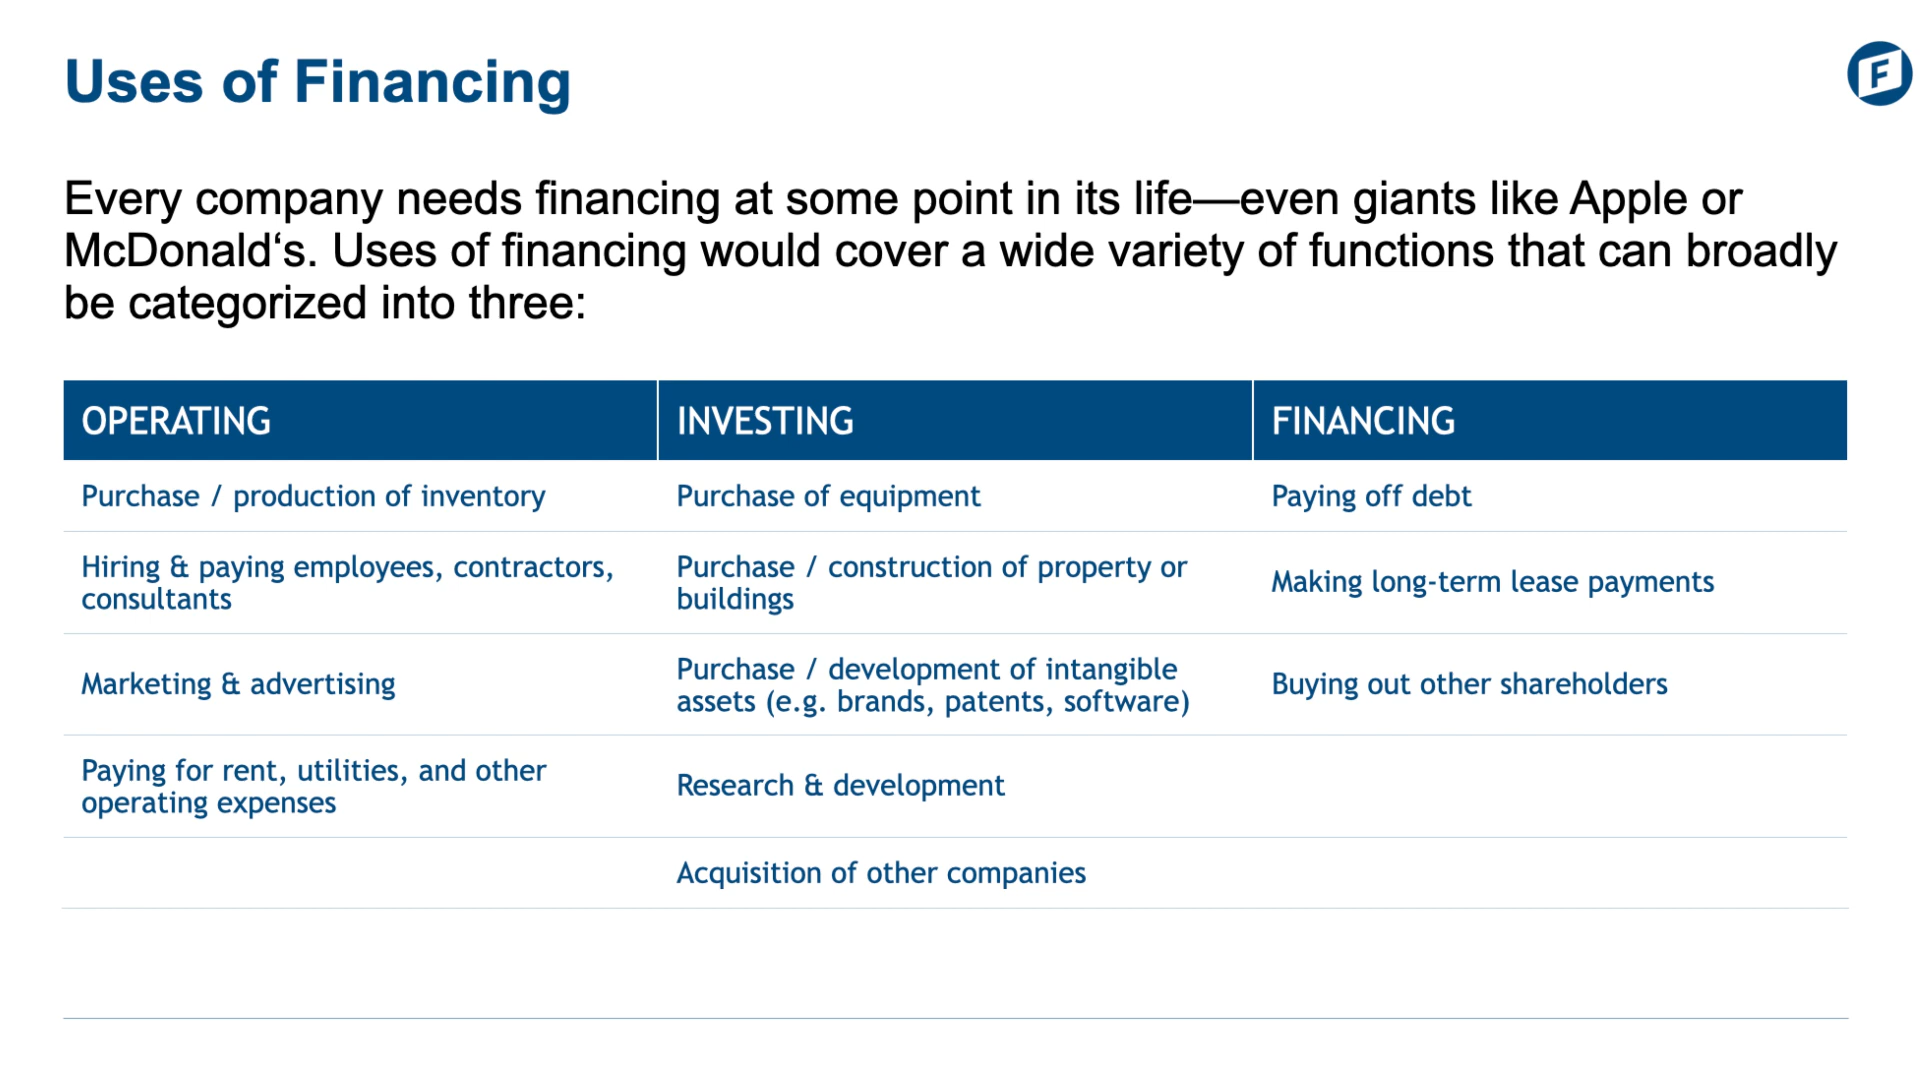 Uses of Financing
F
Every company needs financing at some point in its life—even giants like Apple or
McDonald‘s. Uses of financing would cover a wide variety of functions that can broadly
be categorized into three:
OPERATING INVESTING FINANCING
Purchase / production of inventory Purchase of equipment Paying off debt
Hiring & paying employees, contractors,
consultants
Purchase / construction of property or
buildings
Making long-term lease payments
Marketing & advertising
Purchase / development of intangible
assets (e.g. brands, patents, software)
Buying out other shareholders
Paying for rent, utilities, and other
operating expenses
Research & development
Acquisition of other companies